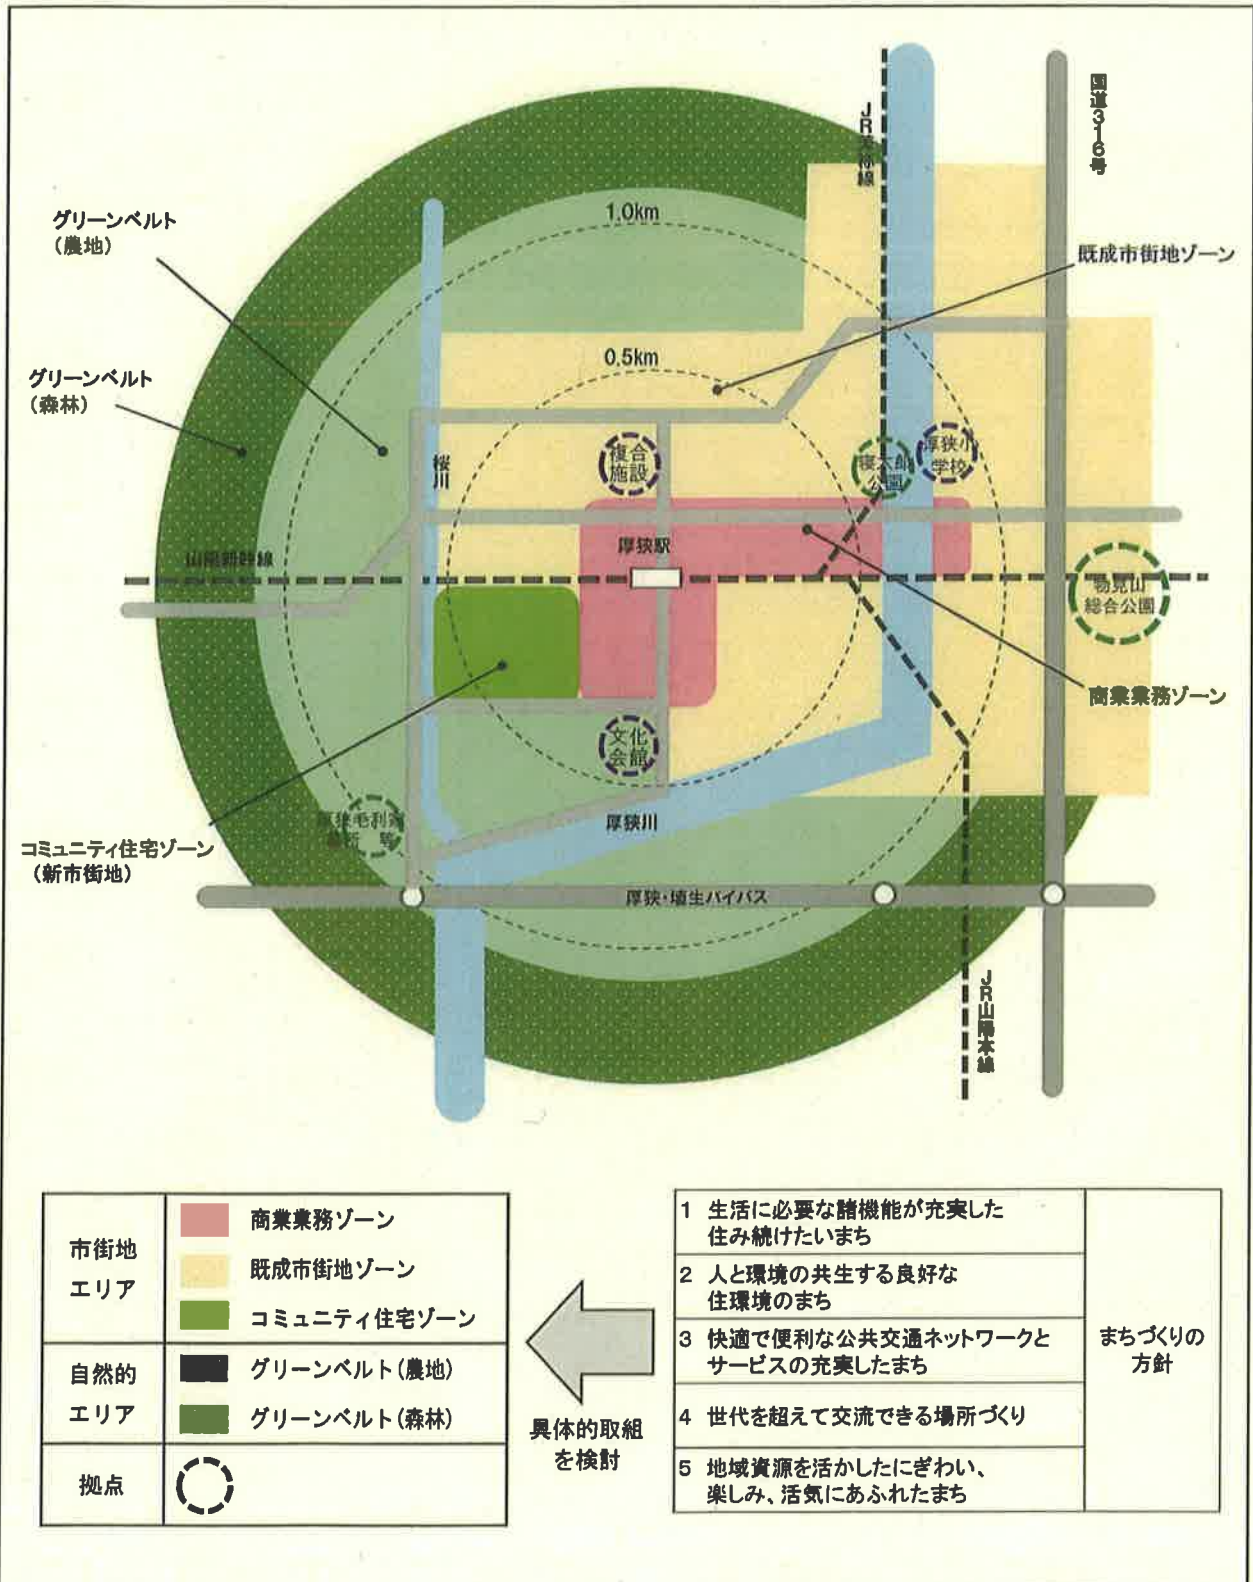 国道316号
JR美祢線
グリーンベルト
(農地)
1.0km
既成市街地ゾーン
0.5km
グリーンベルト
(森林)
桜川
複合
施設
寝太郎
公園
厚狭小
学校
厚狭駅
山陽新幹線
物見山
総合公園
商業業務ゾーン
文化
会館
厚狭毛利家
墓所 等
厚狭川
コミュニティ住宅ゾーン
(新市街地)
厚狭・埴生バイパス
JR山陽本線
市街地
エリア
商業業務ゾーン
既成市街地ゾーン
コミュニティ住宅ゾーン
自然的
エリア
グリーンベルト(農地)
グリーンベルト(森林)
拠点
具体的取組
を検討
1 生活に必要な諸機能が充実した
住み続けたいまち
2 人と環境の共生する良好な
住環境のまち
3 快適で便利な公共交通ネットワークと
サービスの充実したまち
4 世代を超えて交流できる場所づくり
5 地域資源を活かしたにぎわい、
楽しみ、活気にあふれたまち
まちづくりの
方針